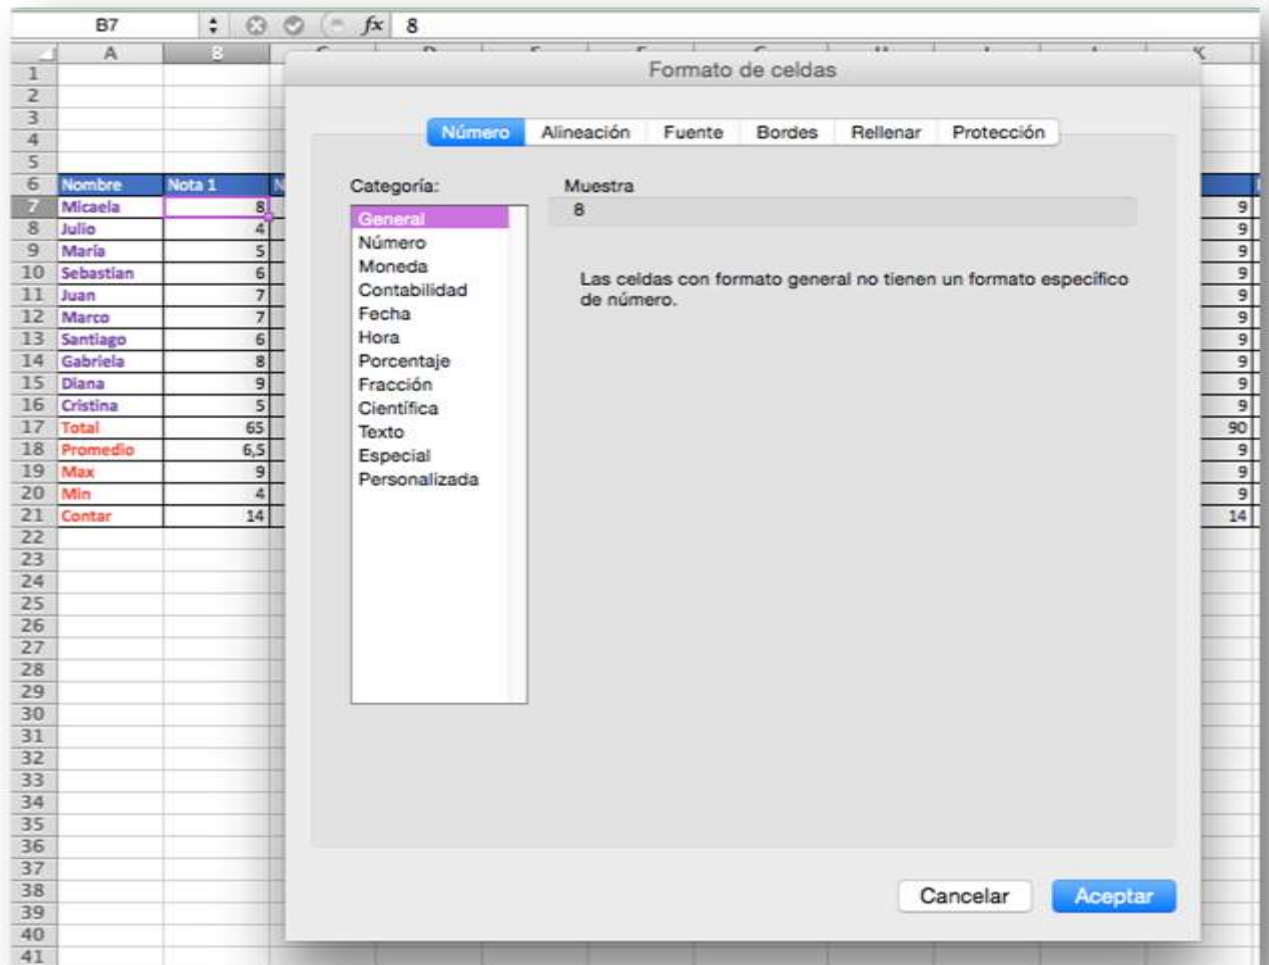 B7 fx 8
A B K
Formato de celdas
Número Alineación Fuente Bordes Rellenar Protección
Categoría: Muestra
8
General
Número
Moneda
Contabilidad
Fecha
Hora
Porcentaje
Fracción
Científica
Texto
Especial
Personalizada
Las celdas con formato general no tienen un formato específico
de número.
Cancelar Aceptar
1
2
3
4
5
6 Nombre Nota 1 N
7 Micaela 8 9
8 Julio 4 9
9 María 5 9
10 Sebastian 6 9
11 Juan 7 9
12 Marco 7 9
13 Santiago 6 9
14 Gabriela 8 9
15 Diana 9 9
16 Cristina 5 9
17 Total 65 90
18 Promedio 6,5 9
19 Max 9 9
20 Min 4 9
21 Contar 14 14
22
23
24
25
26
27
28
29
30
31
32
33
34
35
36
37
38
39
40
41